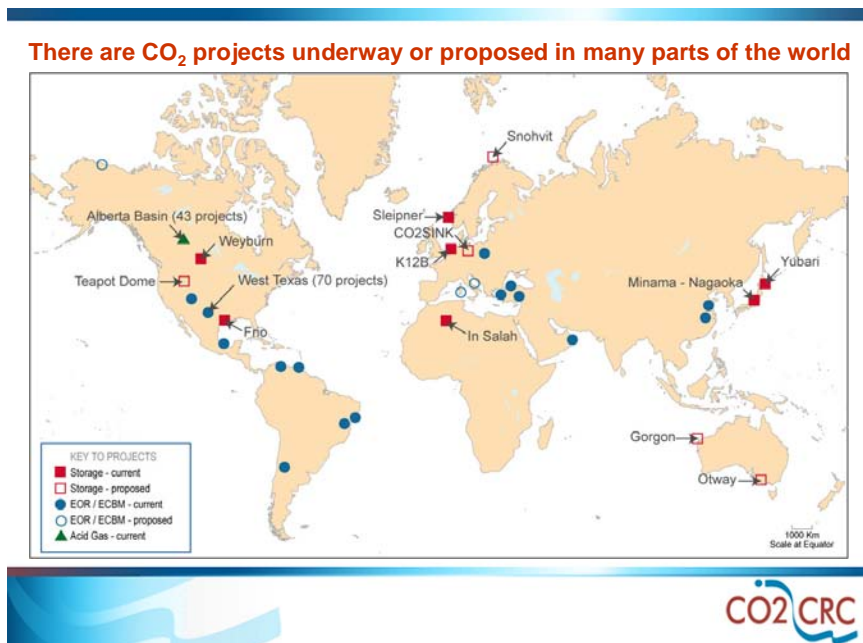 There are CO₂ projects underway or proposed in many parts of the world
Snohvit
Sleipner
Alberta Basin (43 projects)
CO2SINK
Weyburn
K12B
Yubari
Teapot Dome
West Texas (70 projects)
Minama - Nagaoka
Frio
In Salah
Gorgon
Otway
KEY TO PROJECTS
Storage - current
Storage - proposed
EOR / ECBM - current
EOR / ECBM - proposed
Acid Gas - current
1000 Km
Scale at Equator
CO2 CRC